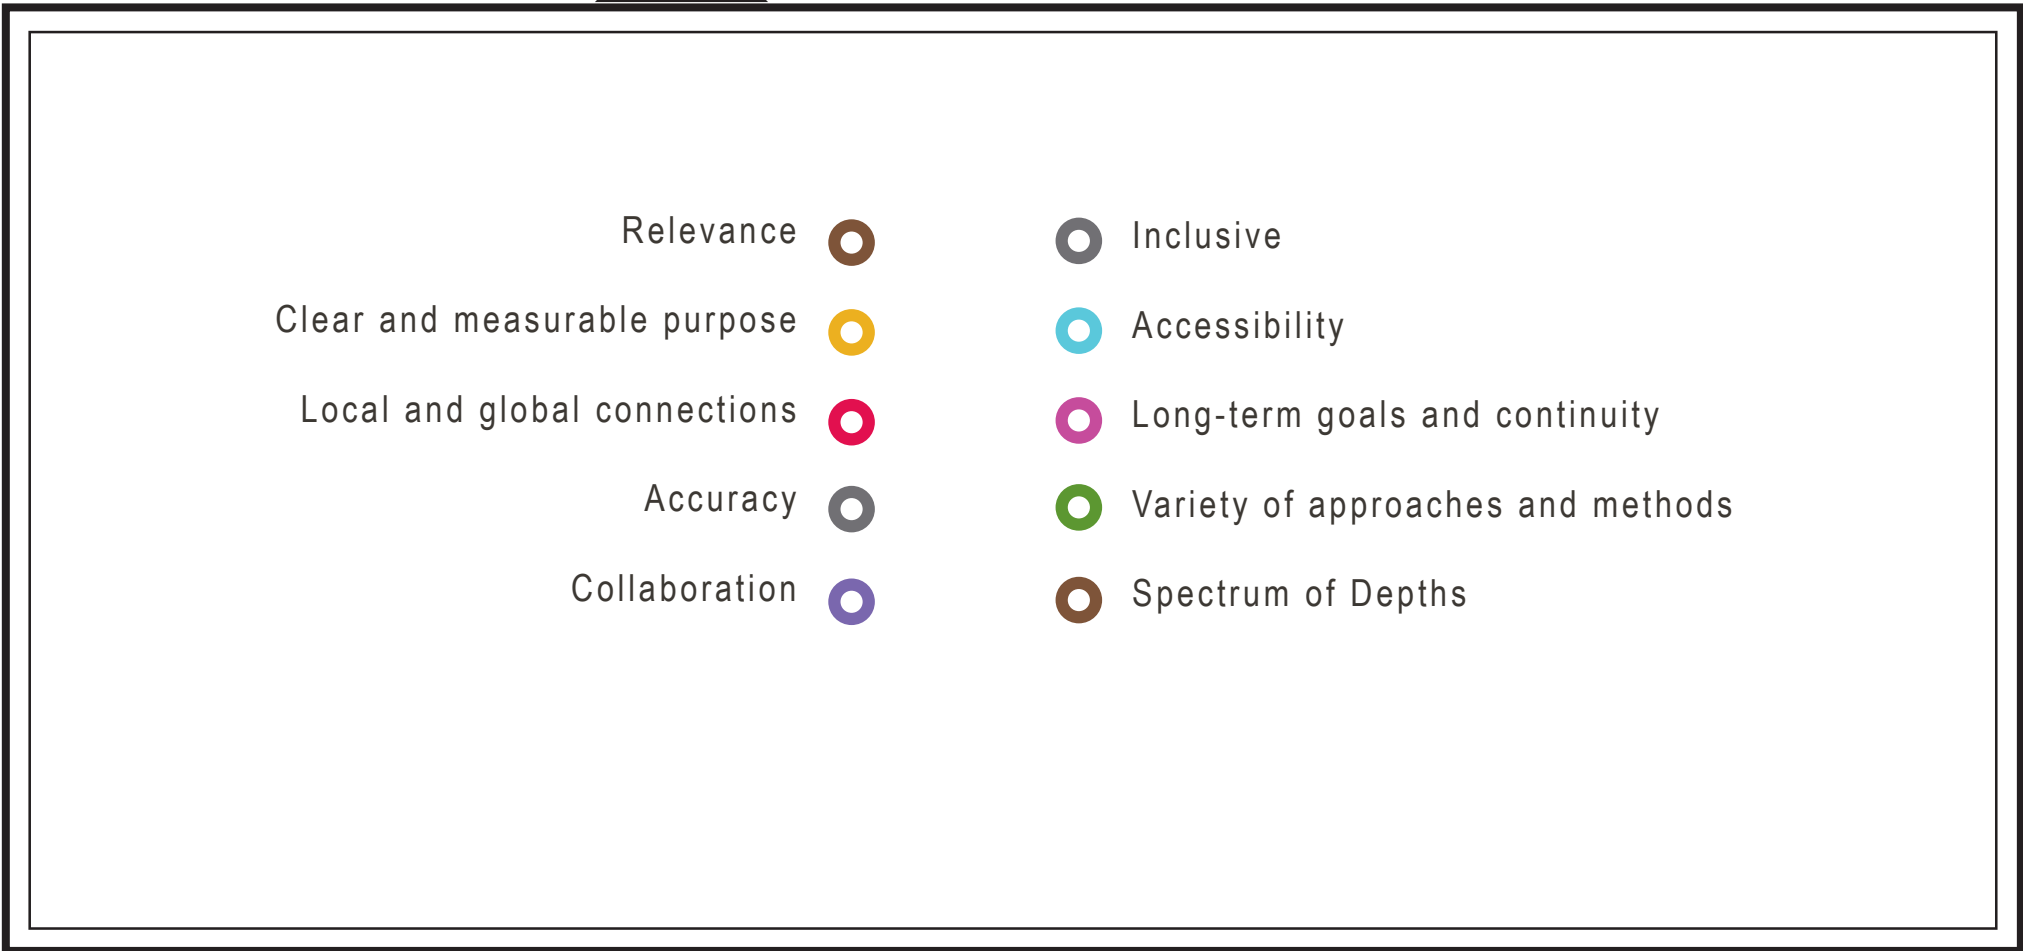 Relevance
Clear and measurable purpose
Local and global connections
Accuracy
Collaboration
Inclusive
Accessibility
Long-term goals and continuity
Variety of approaches and methods
Spectrum of Depths